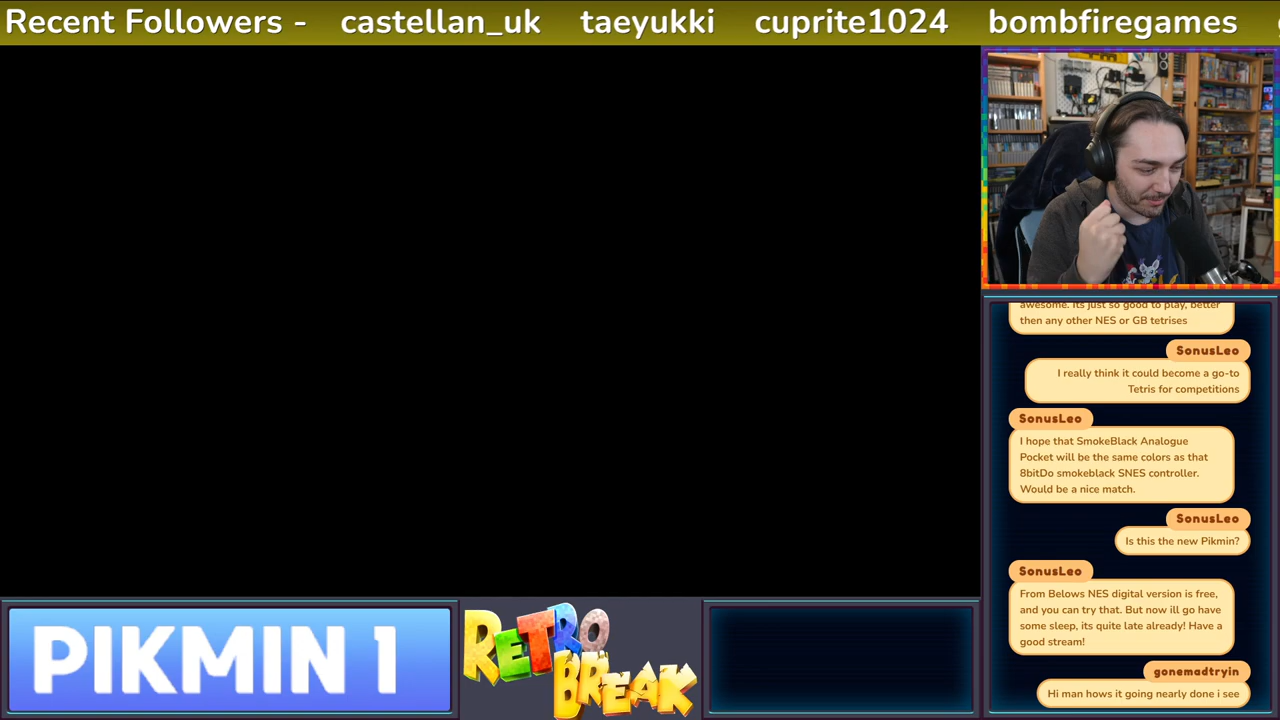 Recent Followers - castellan_uk taeyukki cuprite1024 bombfiregames
awesome. Its just so good to play, better
then any other NES or GB tetrises
SonusLeo
I really think it could become a go-to
Tetris for competitions
SonusLeo
I hope that SmokeBlack Analogue
Pocket will be the same colors as that
8bitDo smokeblack SNES controller.
Would be a nice match.
SonusLeo
Is this the new Pikmin?
SonusLeo
From Belows NES digital version is free,
and you can try that. But now ill go have
some sleep, its quite late already! Have a
good stream!
gonemadtryin
Hi man hows it going nearly done i see
PIKMIN 1
RETRO
BREAK